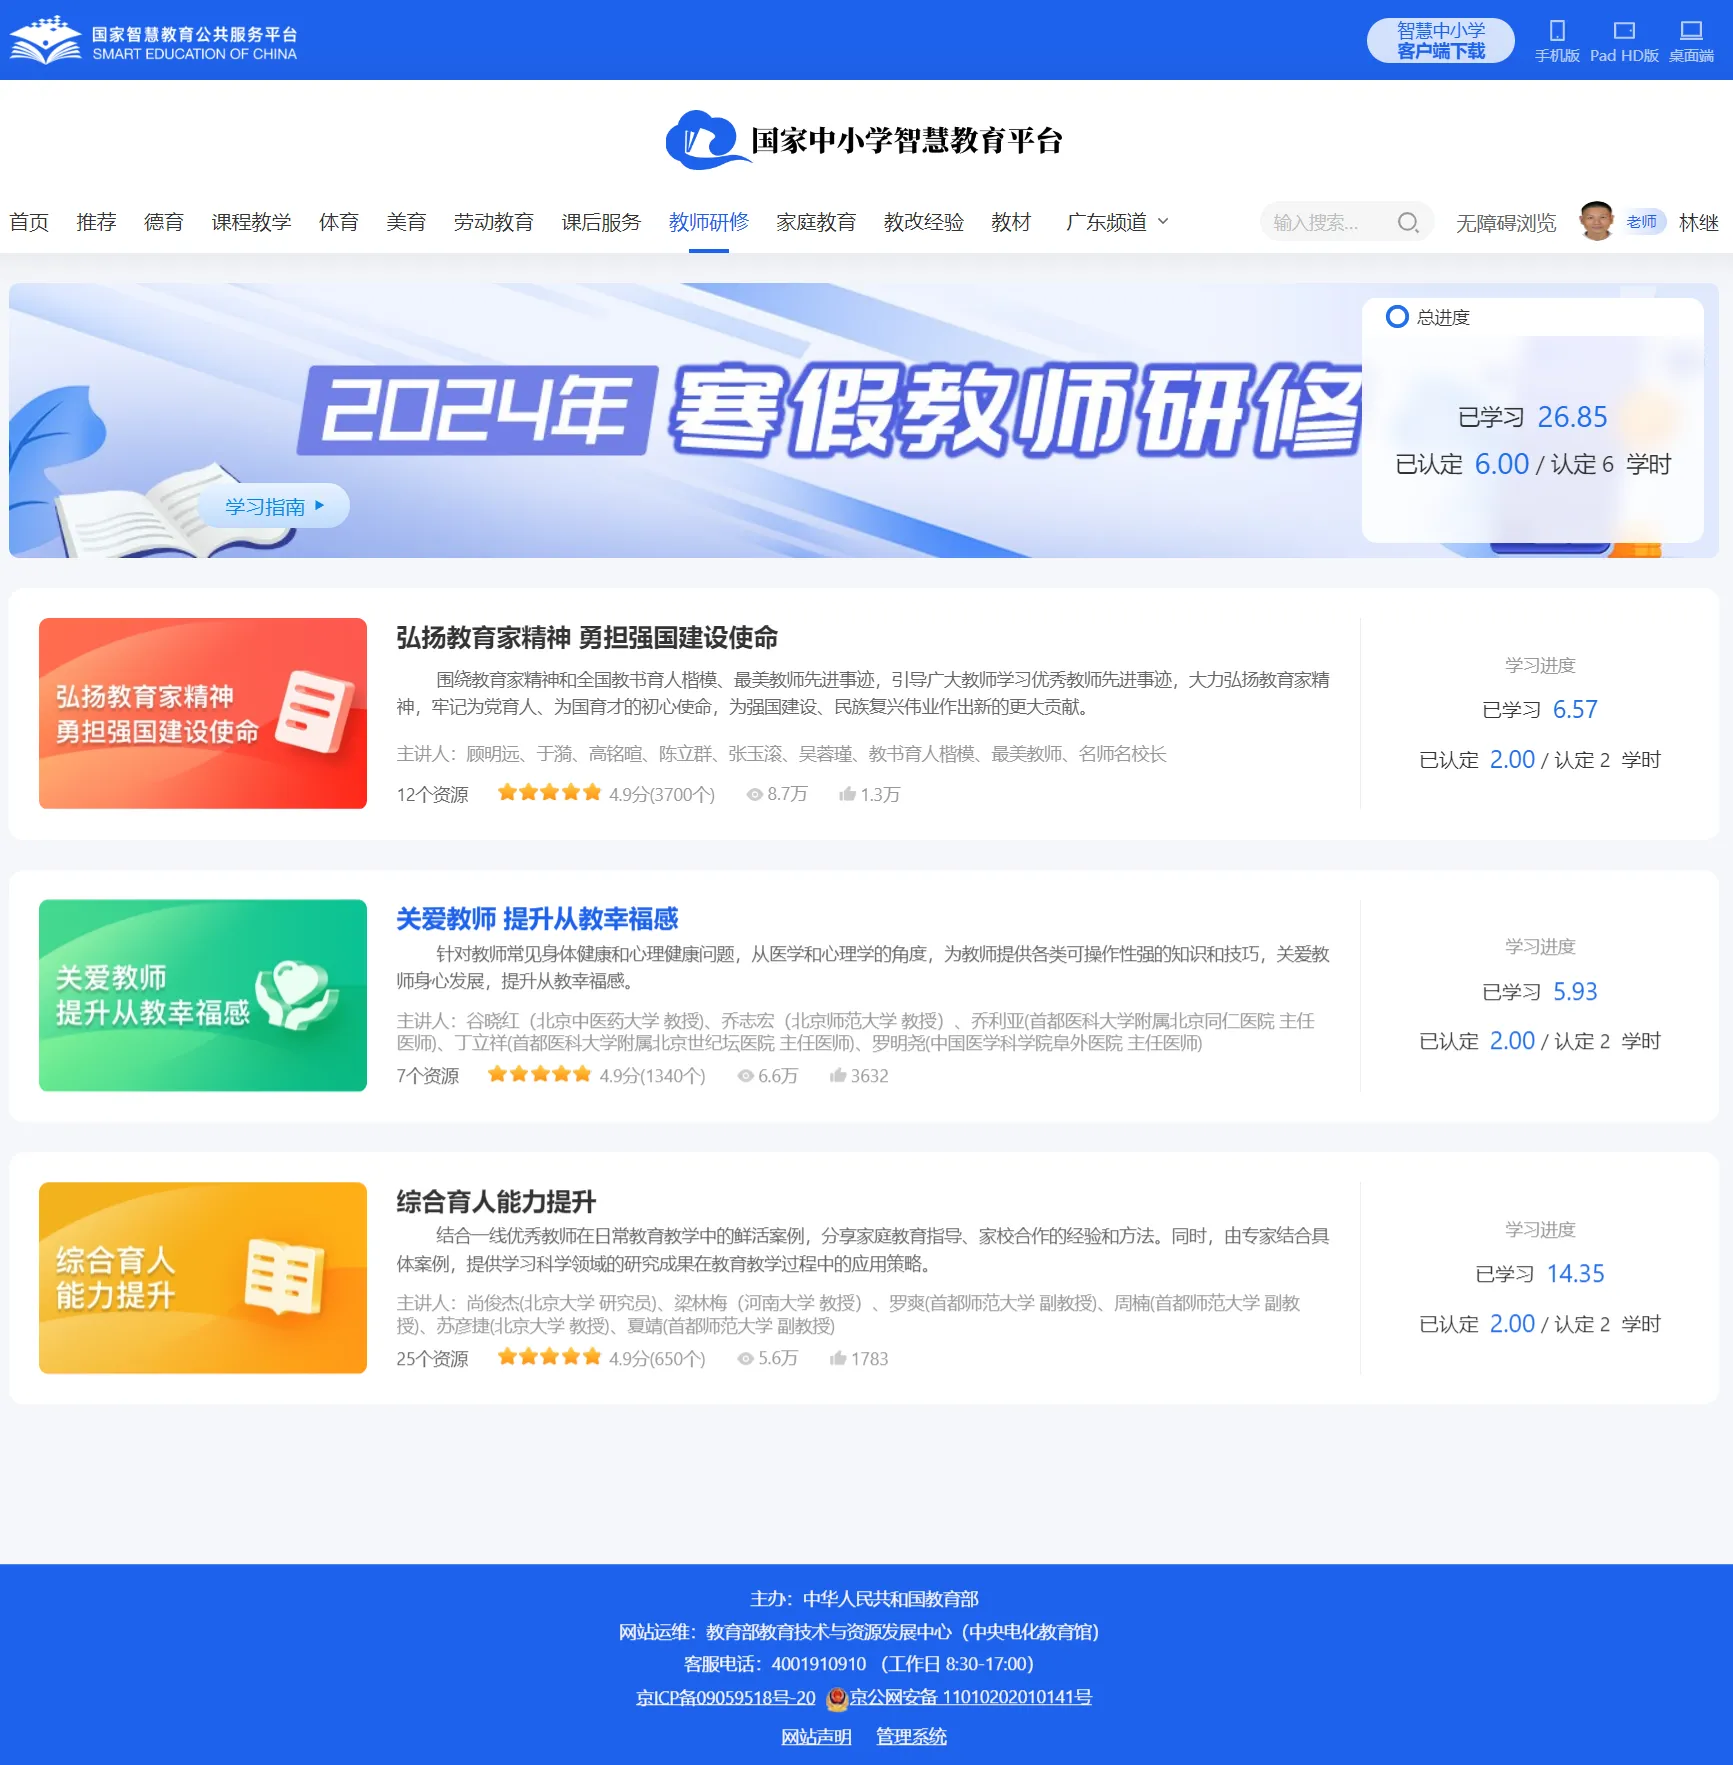 国家智慧教育公共服务平台
SMART EDUCATION OF CHINA
智慧中小学
客户端下载
手机版 Pad HD版 桌面端
国家中小学智慧教育平台
首页 推荐 德育 课程教学 体育 美育 劳动教育 课后服务 教师研修 家庭教育 教改经验 教材 广东频道 输入搜索... 无障碍浏览 老师 林继
2024年 寒假教师研修
学习指南
总进度
已学习 26.85
已认定 6.00 / 认定 6 学时
弘扬教育家精神
勇担强国建设使命
弘扬教育家精神 勇担强国建设使命
围绕教育家精神和全国教书育人楷模、最美教师先进事迹，引导广大教师学习优秀教师先进事迹，大力弘扬教育家精
神，牢记为党育人、为国育才的初心使命，为强国建设、民族复兴伟业作出新的更大贡献。
主讲人：顾明远、于漪、高铭暄、陈立群、张玉滚、吴蓉瑾、教书育人楷模、最美教师、名师名校长
12个资源 4.9分(3700个) 8.7万 1.3万
学习进度
已学习 6.57
已认定 2.00 / 认定 2 学时
关爱教师
提升从教幸福感
关爱教师 提升从教幸福感
针对教师常见身体健康和心理健康问题，从医学和心理学的角度，为教师提供各类可操作性强的知识和技巧，关爱教
师身心发展，提升从教幸福感。
主讲人：谷晓红（北京中医药大学 教授)、乔志宏（北京师范大学 教授）、乔利亚(首都医科大学附属北京同仁医院 主任
医师)、丁立祥(首都医科大学附属北京世纪坛医院 主任医师)、罗明尧(中国医学科学院阜外医院 主任医师)
7个资源 4.9分(1340个) 6.6万 3632
学习进度
已学习 5.93
已认定 2.00 / 认定 2 学时
综合育人
能力提升
综合育人能力提升
结合一线优秀教师在日常教育教学中的鲜活案例，分享家庭教育指导、家校合作的经验和方法。同时，由专家结合具
体案例，提供学习科学领域的研究成果在教育教学过程中的应用策略。
主讲人：尚俊杰(北京大学 研究员)、梁林梅（河南大学 教授）、罗爽(首都师范大学 副教授)、周楠(首都师范大学 副教
授)、苏彦捷(北京大学 教授)、夏靖(首都师范大学 副教授)
25个资源 4.9分(650个) 5.6万 1783
学习进度
已学习 14.35
已认定 2.00 / 认定 2 学时
主办：中华人民共和国教育部
网站运维：教育部教育技术与资源发展中心（中央电化教育馆）
客服电话：4001910910 （工作日 8:30-17:00）
京ICP备09059518号-20 京公网安备 11010202010141号
网站声明 管理系统